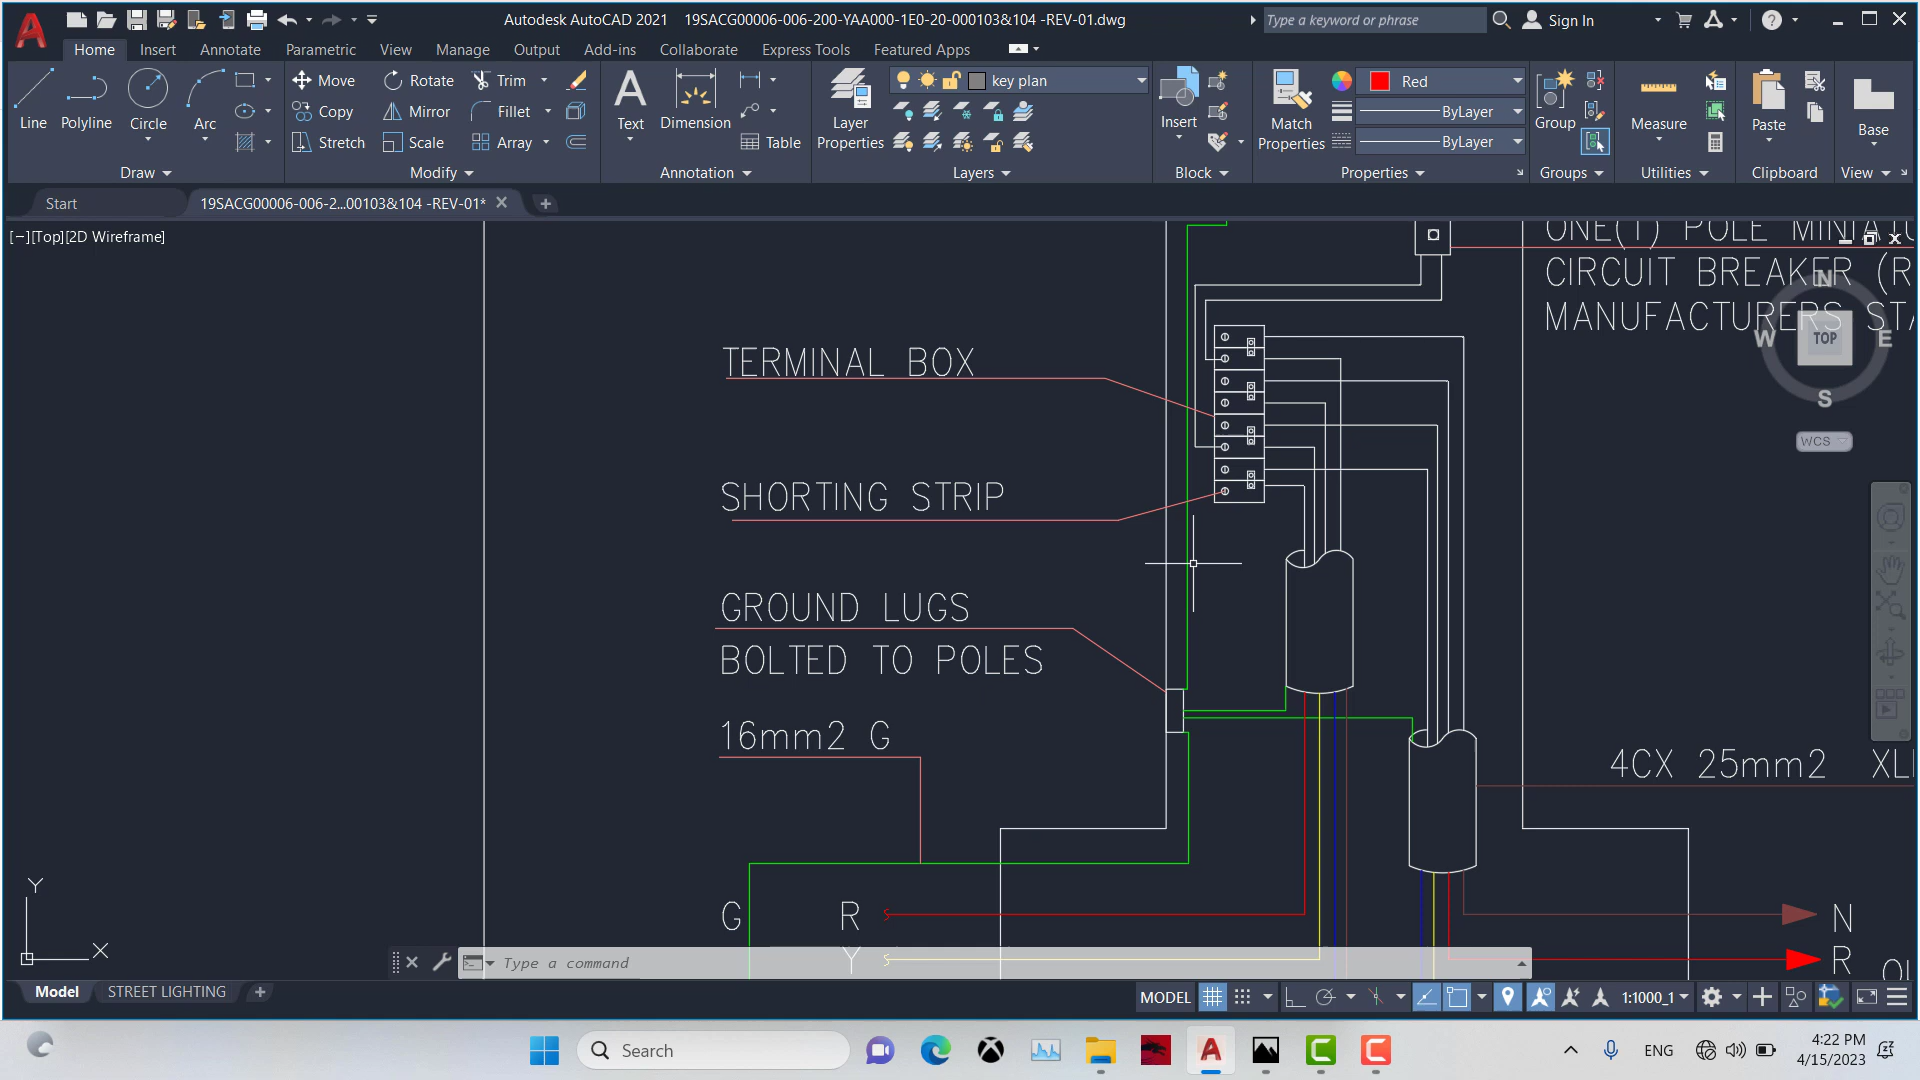 Autodesk AutoCAD 2021 19SACG00006-006-200-YAA000-1E0-20-000103&104 -REV-01.dwg
Type a keyword or phrase
Sign In
Home Insert Annotate Parametric View Manage Output Add-ins Collaborate Express Tools Featured Apps
Line Polyline Circle Arc
Move Rotate Trim
Copy Mirror Fillet
Stretch Scale Array
Text Dimension Table
Layer Properties
key plan
Insert
Match Properties
Red
ByLayer
ByLayer
Group
Measure
Paste
Base
Draw Modify Annotation Layers Block Properties Groups Utilities Clipboard View
Start 19SACG00006-006-2...00103&104 -REV-01*
[−][Top][2D Wireframe]
CIRCUIT BREAKER (R
MANUFACTURERS
N
W TOP E
S
WCS
TERMINAL BOX
SHORTING STRIP
GROUND LUGS
BOLTED TO POLES
16mm2 G
4CX 25mm2
G R
N
Y
R
Y
X
Type a command
Model STREET LIGHTING
MODEL 1:1000_1
Search
ENG
4:22 PM
4/15/2023